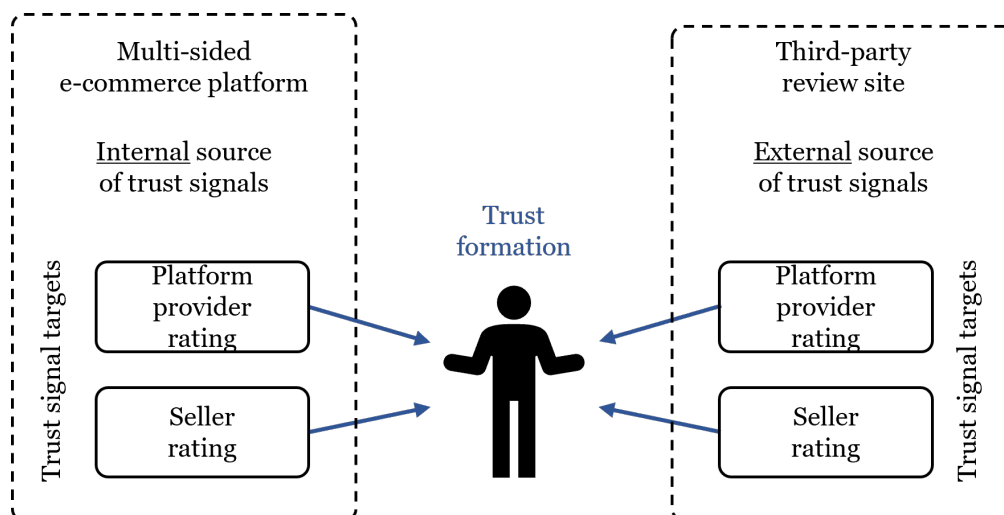 Multi-sided
e-commerce platform
Internal source
of trust signals
Trust signal targets
Platform
provider
rating
Seller
rating
Trust
formation
Third-party
review site
External source
of trust signals
Platform
provider
rating
Seller
rating
Trust signal targets